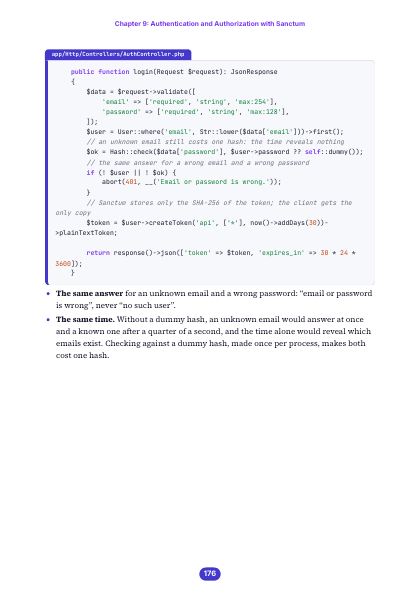 Chapter 9: Authentication and Authorization with Sanctum
app/Http/Controllers/AuthController.php
public function login(Request $request): JsonResponse
{
$data = $request->validate([
'email' => ['required', 'string', 'max:254'],
'password' => ['required', 'string', 'max:128'],
]);
$user = User::where('email', Str::lower($data['email']))->first();
// an unknown email still costs one hash: the time reveals nothing
$ok = Hash::check($data['password'], $user->password ?? self::dummy());
// the same answer for a wrong email and a wrong password
if (! $user || ! $ok) {
abort(401, __('Email or password is wrong.'));
}
// Sanctum stores only the SHA-256 of the token; the client gets the
only copy
$token = $user->createToken('api', ['*'], now()->addDays(30))-
>plainTextToken;
return response()->json(['token' => $token, 'expires_in' => 30 * 24 *
3600]);
}
• The same answer for an unknown email and a wrong password: “email or password
is wrong”, never “no such user”.
• The same time. Without a dummy hash, an unknown email would answer at once
and a known one after a quarter of a second, and the time alone would reveal which
emails exist. Checking against a dummy hash, made once per process, makes both
cost one hash.
176